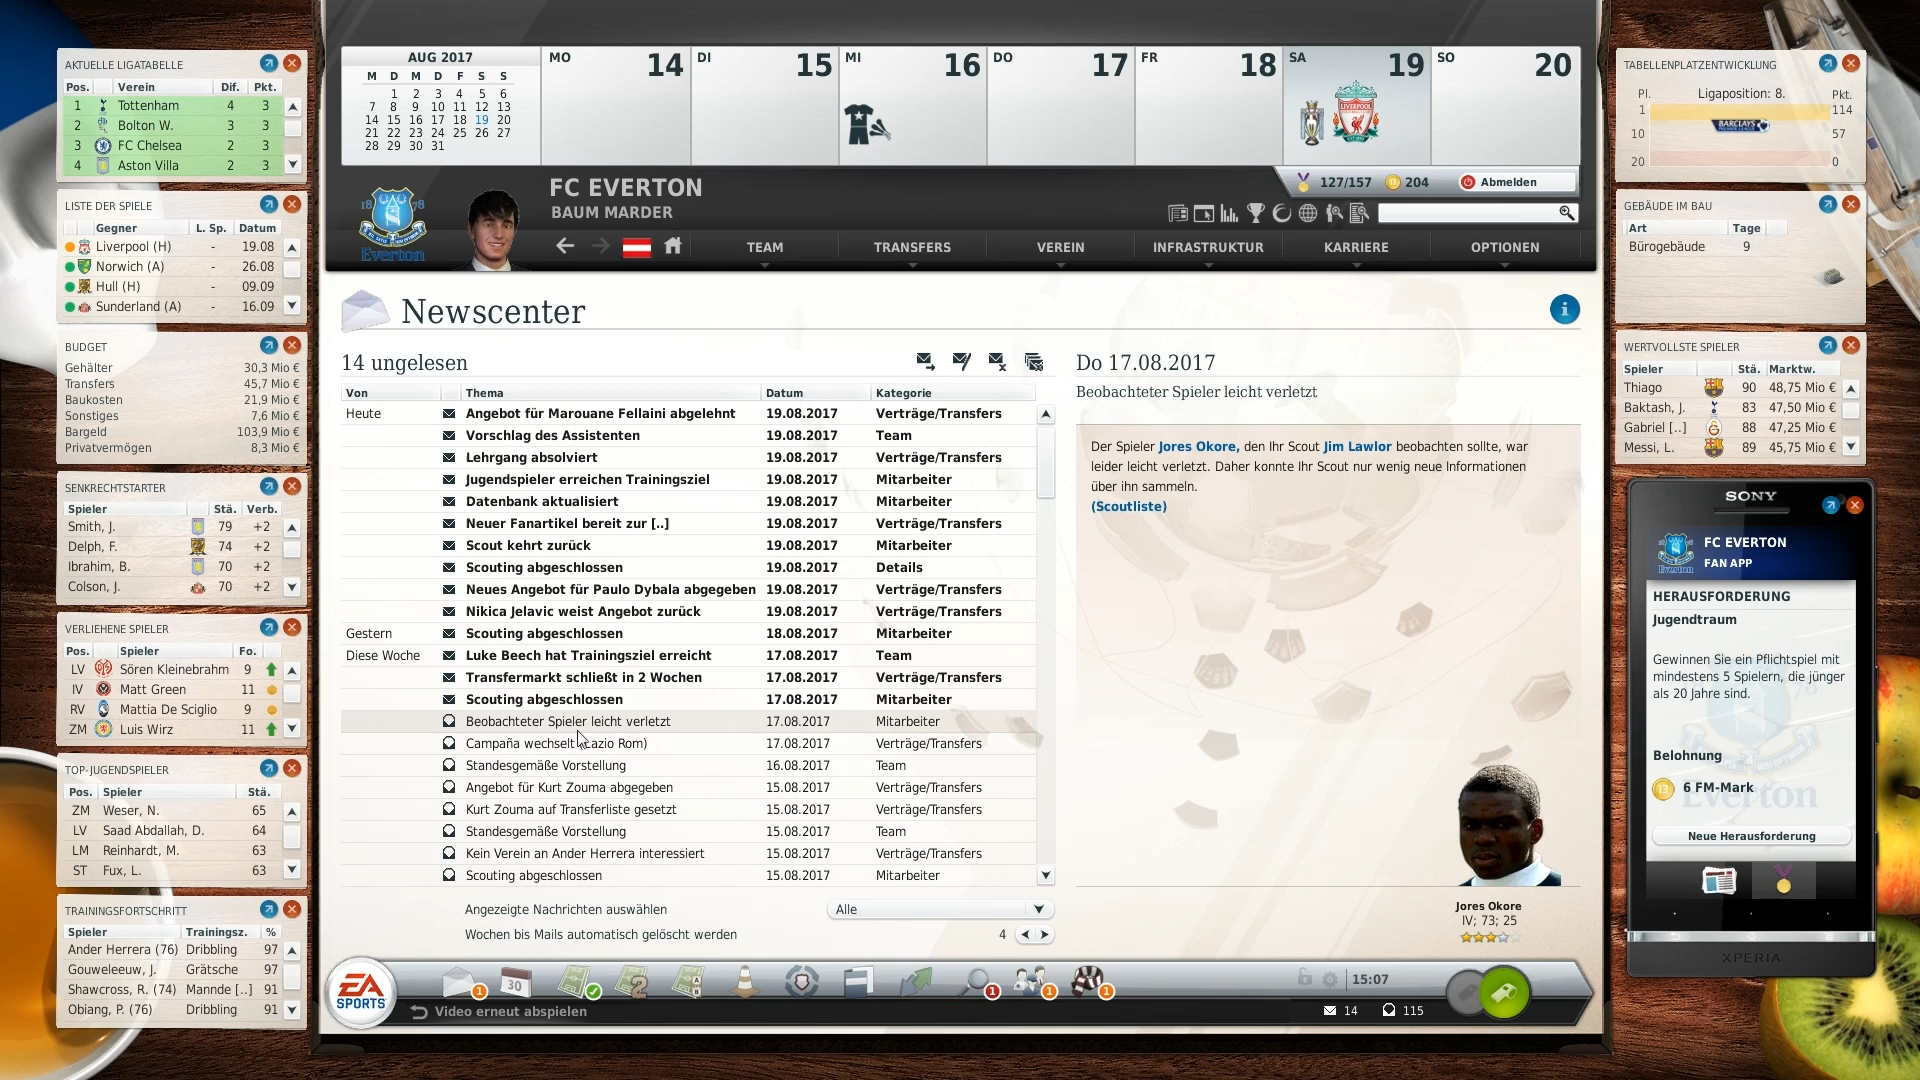 AKTUELLE LIGATABELLE
Pos. Verein Dif. Pkt.
1 Tottenham 4 3
2 Bolton W. 3 3
3 FC Chelsea 2 3
4 Aston Villa 2 3
LISTE DER SPIELE
Gegner L. Sp. Datum
Liverpool (H) - 19.08
Norwich (A) - 26.08
Hull (H) - 09.09
Sunderland (A) - 16.09
BUDGET
Gehälter 30,3 Mio €
Transfers 45,7 Mio €
Baukosten 21,9 Mio €
Sonstiges 7,6 Mio €
Bargeld 103,9 Mio €
Privatvermögen 8,3 Mio €
SENKRECHTSTARTER
Spieler Stä. Verb.
Smith, J. 79 +2
Delph, F. 74 +2
Ibrahim, B. 70 +2
Colson, J. 70 +2
VERLIEHENE SPIELER
Pos. Spieler Fo.
LV Sören Kleinebrahm 9
IV Matt Green 11
RV Mattia De Sciglio 9
ZM Luis Wirz 11
TOP-JUGENDSPIELER
Pos. Spieler Stä.
ZM Weser, N. 65
LV Saad Abdallah, D. 64
LM Reinhardt, M. 63
ST Fux, L. 63
TRAININGSFORTSCHRITT
Spieler Trainingsz. %
Ander Herrera (76) Dribbling 97
Gouweleeuw, J. Grätsche 97
Shawcross, R. (74) Mannde [..] 91
Obiang, P. (76) Dribbling 91
AUG 2017
M D M D F S S
1 2 3 4 5 6
7 8 9 10 11 12 13
14 15 16 17 18 19 20
21 22 23 24 25 26 27
28 29 30 31
MO 14 DI 15 MI 16 DO 17 FR 18 SA 19 SO 20
18 78
Everton
FC EVERTON
BAUM MARDER
127/157 204 Abmelden
TEAM TRANSFERS VEREIN INFRASTRUKTUR KARRIERE OPTIONEN
Newscenter
i
14 ungelesen
Von Thema Datum Kategorie
Heute Angebot für Marouane Fellaini abgelehnt 19.08.2017 Verträge/Transfers
Vorschlag des Assistenten 19.08.2017 Team
Lehrgang absolviert 19.08.2017 Verträge/Transfers
Jugendspieler erreichen Trainingsziel 19.08.2017 Mitarbeiter
Datenbank aktualisiert 19.08.2017 Mitarbeiter
Neuer Fanartikel bereit zur [..] 19.08.2017 Verträge/Transfers
Scout kehrt zurück 19.08.2017 Mitarbeiter
Scouting abgeschlossen 19.08.2017 Details
Neues Angebot für Paulo Dybala abgegeben 19.08.2017 Verträge/Transfers
Nikica Jelavic weist Angebot zurück 19.08.2017 Verträge/Transfers
Gestern Scouting abgeschlossen 18.08.2017 Mitarbeiter
Diese Woche Luke Beech hat Trainingsziel erreicht 17.08.2017 Team
Transfermarkt schließt in 2 Wochen 17.08.2017 Verträge/Transfers
Scouting abgeschlossen 17.08.2017 Mitarbeiter
Beobachteter Spieler leicht verletzt 17.08.2017 Mitarbeiter
Campaña wechselt Lazio Rom) 17.08.2017 Verträge/Transfers
Standesgemäße Vorstellung 16.08.2017 Team
Angebot für Kurt Zouma abgegeben 15.08.2017 Verträge/Transfers
Kurt Zouma auf Transferliste gesetzt 15.08.2017 Verträge/Transfers
Standesgemäße Vorstellung 15.08.2017 Team
Kein Verein an Ander Herrera interessiert 15.08.2017 Verträge/Transfers
Scouting abgeschlossen 15.08.2017 Mitarbeiter
Angezeigte Nachrichten auswählen Alle
Wochen bis Mails automatisch gelöscht werden 4
Do 17.08.2017
Beobachteter Spieler leicht verletzt
Der Spieler Jores Okore, den Ihr Scout Jim Lawlor beobachten sollte, war
leider leicht verletzt. Daher konnte Ihr Scout nur wenig neue Informationen
über ihn sammeln.
(Scoutliste)
Jores Okore
IV; 73; 25
EA
SPORTS
1 30 2 1 1 1
15:07
Video erneut abspielen
14 115
TABELLENPLATZENTWICKLUNG
Pl. Ligaposition: 8. Pkt.
1 114
BARCLAYS
10 57
20 0
GEBÄUDE IM BAU
Art Tage
Bürogebäude 9
WERTVOLLSTE SPIELER
Spieler Stä. Marktw.
Thiago 90 48,75 Mio €
Baktash, J. 83 47,50 Mio €
Gabriel [..] 88 47,25 Mio €
Messi, L. 89 45,75 Mio €
SONY
FC EVERTON
FAN APP
HERAUSFORDERUNG
Jugendtraum
Gewinnen Sie ein Pflichtspiel mit
mindestens 5 Spielern, die jünger
als 20 Jahre sind.
Belohnung
13 6 FM-Mark
Everton
Neue Herausforderung
XPERIA